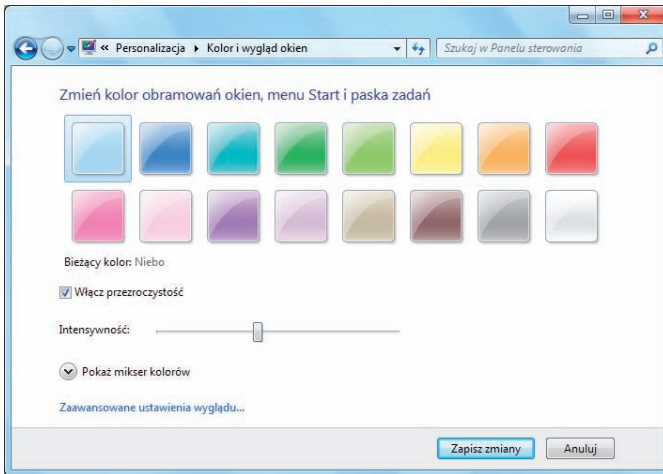 « Personalizacja ▸ Kolor i wygląd okien
Szukaj w Panelu sterowania
Zmień kolor obramowań okien, menu Start i paska zadań
Bieżący kolor: Niebo
Włącz przezroczystość
Intensywność:
Pokaż mikser kolorów
Zaawansowane ustawienia wyglądu...
Zapisz zmiany
Anuluj